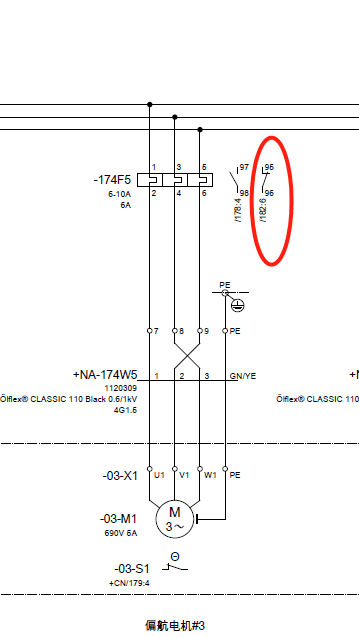 1 3 5 97 95
-174F5
6-10A
6A
2 4 6 98 96
/178:4
/182:6
PE
7 8 9 PE
+NA-174W5 1 2 3 GN/YE
1120309
Ölflex® CLASSIC 110 Black 0.6/1kV
4G1.5
+N
Ölflex® CLASSIC 110
-03-X1 U1 V1 W1 PE
-03-M1 M
690V 6A 3~
Θ
-03-S1
+CN/179:4
偏航电机#3